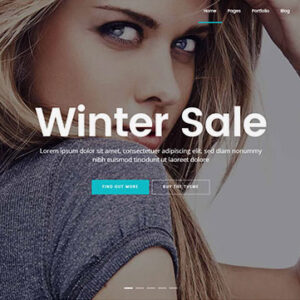 Home Pages Portfolio Blog
Winter Sale
Lorem ipsum dolor sit amet, consectetuer adipiscing elit, sed diam nonummy
nibh euismod tincidunt ut laoreet dolore
FIND OUT MORE BUY THE THEME